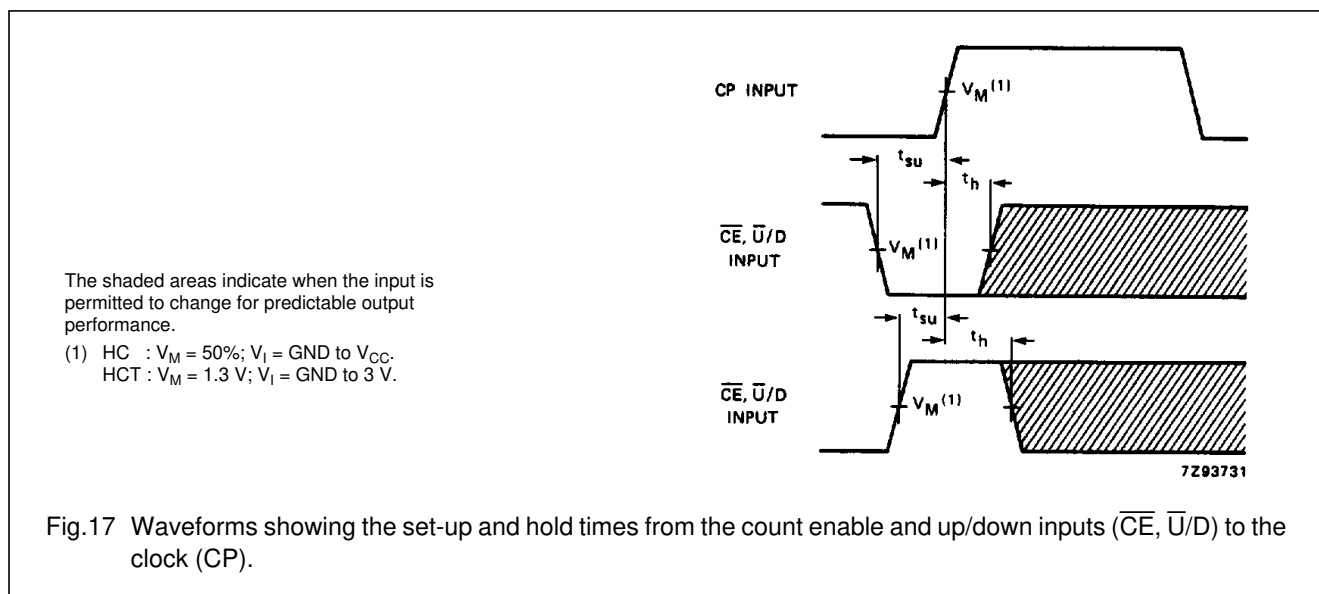 CP INPUT
V_M (1)
t_su
t_h
C̅E̅, U̅/D
INPUT
V_M (1)
t_su
t_h
C̅E̅, U̅/D
INPUT
V_M (1)
7Z93731
The shaded areas indicate when the input is
permitted to change for predictable output
performance.
(1) HC : V_M = 50%; V_I = GND to V_CC.
HCT : V_M = 1.3 V; V_I = GND to 3 V.
Fig.17 Waveforms showing the set-up and hold times from the count enable and up/down inputs (C̅E̅, U̅/D) to the
clock (CP).